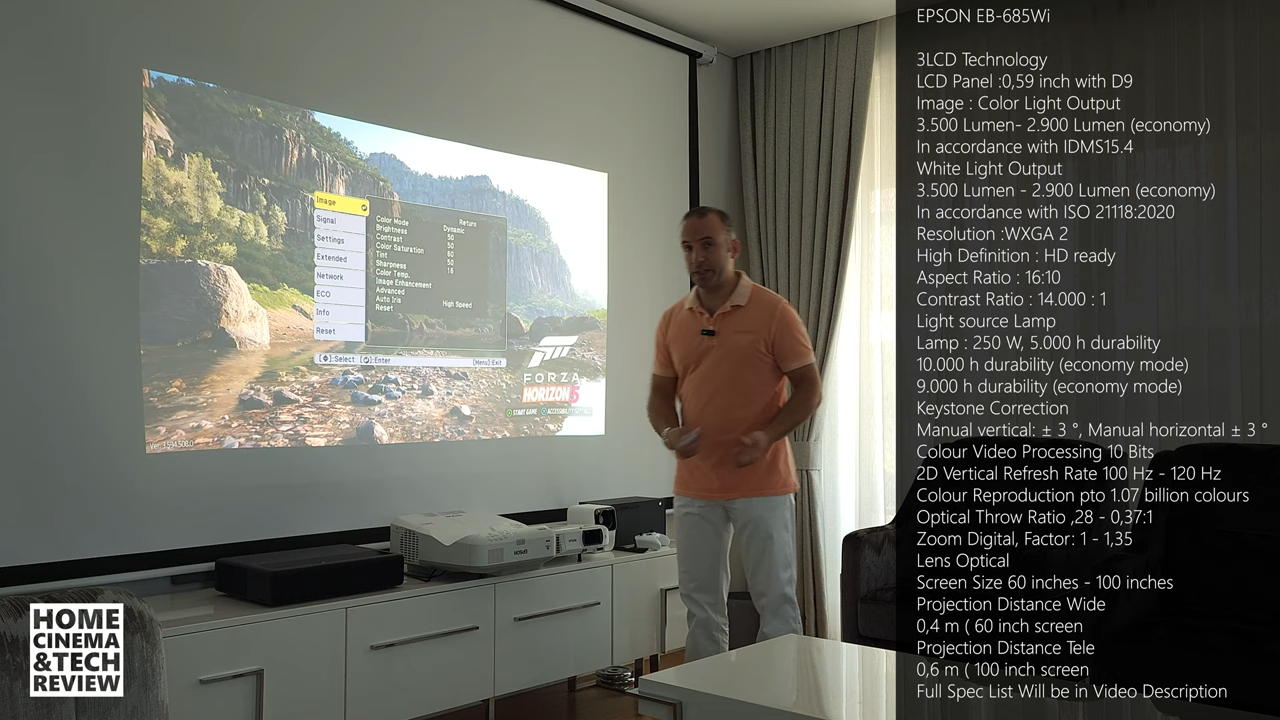 Image
Signal
Settings
Extended
Network
ECO
Info
Reset
Return
Color Mode Dynamic
Brightness 50
Contrast 50
Color Saturation 60
Tint 50
Sharpness 16
Color Temp.
Image Enhancement
Advanced
Auto Iris High Speed
Reset
:Select :Enter [Menu]:Exit
FORZA
HORIZON 5
START GAME
EPSON
HOME
CINEMA
&TECH
REVIEW
EPSON EB-685Wi
3LCD Technology
LCD Panel :0,59 inch with D9
Image : Color Light Output
3.500 Lumen- 2.900 Lumen (economy)
In accordance with IDMS15.4
White Light Output
3.500 Lumen - 2.900 Lumen (economy)
In accordance with ISO 21118:2020
Resolution :WXGA 2
High Definition : HD ready
Aspect Ratio : 16:10
Contrast Ratio : 14.000 : 1
Light source Lamp
Lamp : 250 W, 5.000 h durability
10.000 h durability (economy mode)
9.000 h durability (economy mode)
Keystone Correction
Manual vertical: ± 3 °, Manual horizontal ± 3 °
Colour Video Processing 10 Bits
2D Vertical Refresh Rate 100 Hz - 120 Hz
Colour Reproduction pto 1.07 billion colours
Optical Throw Ratio ,28 - 0,37:1
Zoom Digital, Factor: 1 - 1,35
Lens Optical
Screen Size 60 inches - 100 inches
Projection Distance Wide
0,4 m ( 60 inch screen
Projection Distance Tele
0,6 m ( 100 inch screen
Full Spec List Will be in Video Description